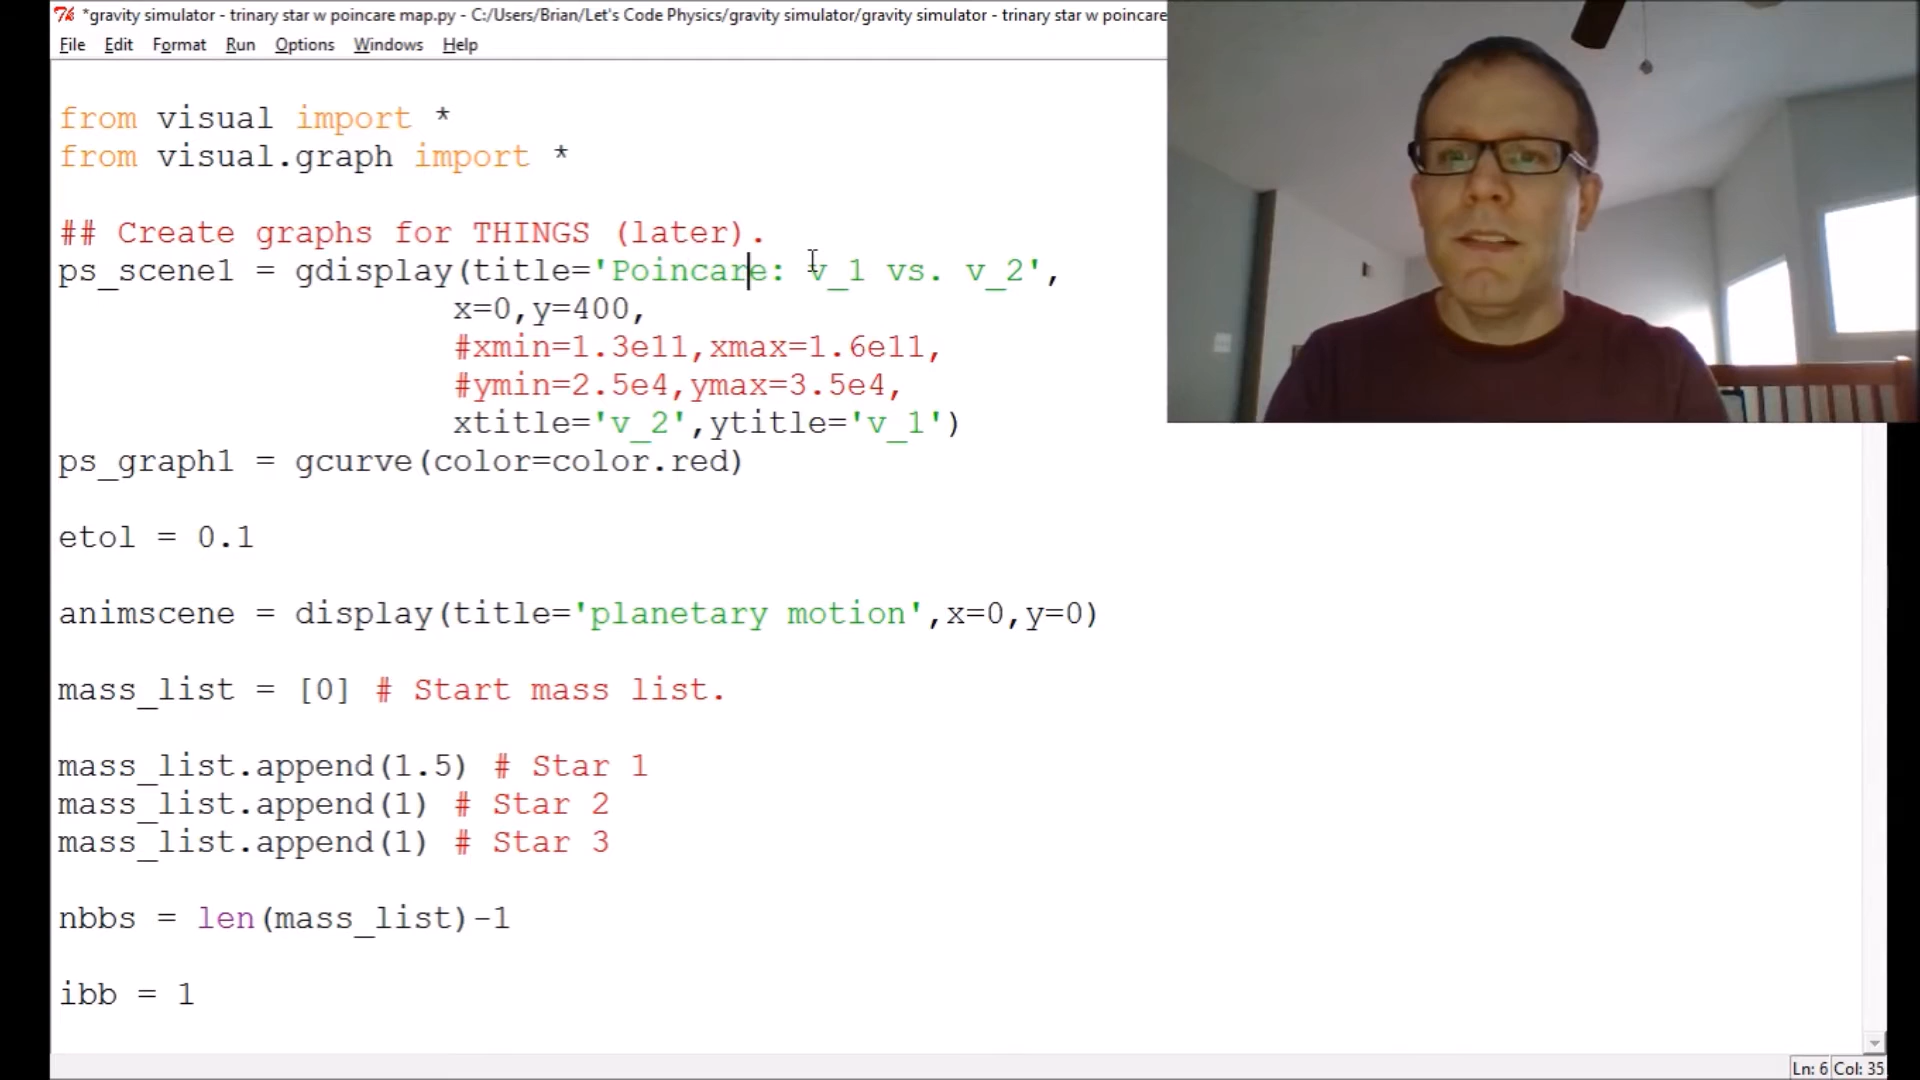 *gravity simulator - trinary star w poincare map.py - C:/Users/Brian/Let's Code Physics/gravity simulator/gravity simulator - trinary star w poincare
File Edit Format Run Options Windows Help
from visual import *
from visual.graph import *
## Create graphs for THINGS (later).
ps_scene1 = gdisplay(title='Poincare: v_1 vs. v_2',
x=0,y=400,
#xmin=1.3e11,xmax=1.6e11,
#ymin=2.5e4,ymax=3.5e4,
xtitle='v_2',ytitle='v_1')
ps_graph1 = gcurve(color=color.red)
etol = 0.1
animscene = display(title='planetary motion',x=0,y=0)
mass_list = [0] # Start mass list.
mass_list.append(1.5) # Star 1
mass_list.append(1) # Star 2
mass_list.append(1) # Star 3
nbbs = len(mass_list)-1
ibb = 1
Ln: 6 Col: 35